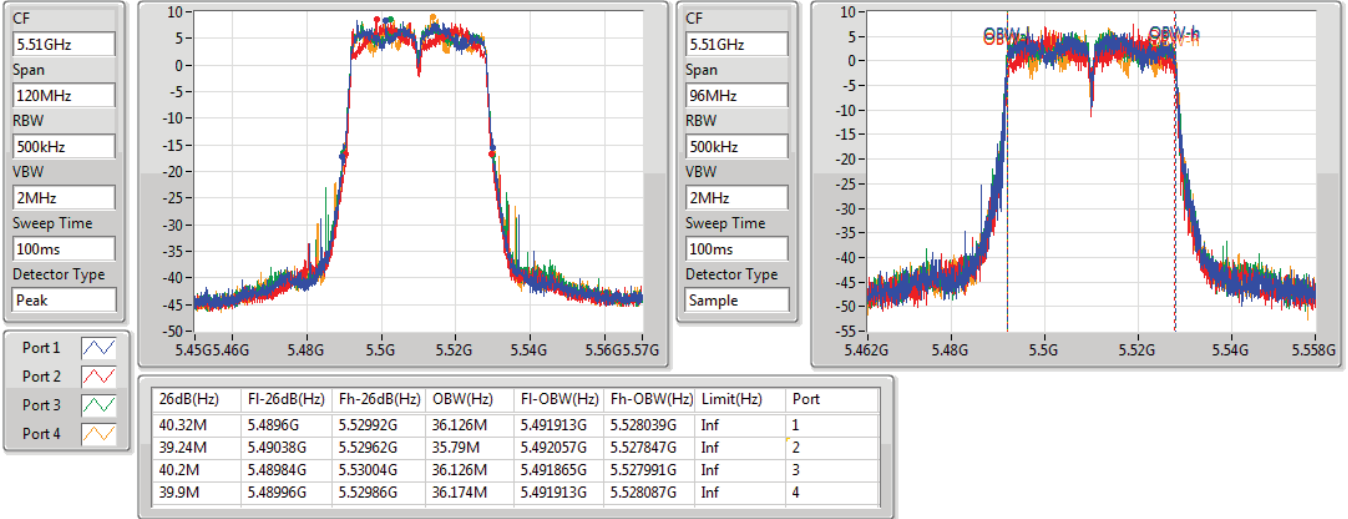 CF
5.51GHz
Span
120MHz
RBW
500kHz
VBW
2MHz
Sweep Time
100ms
Detector Type
Peak
10
5
0
-5
-10
-15
-20
-25
-30
-35
-40
-45
-50
5.45G 5.46G 5.48G 5.5G 5.52G 5.54G 5.56G 5.57G
CF
5.51GHz
Span
96MHz
RBW
500kHz
VBW
2MHz
Sweep Time
100ms
Detector Type
Sample
10
5
0
-5
-10
-15
-20
-25
-30
-35
-40
-45
-50
-55
OBW-h
5.462G 5.48G 5.5G 5.52G 5.54G 5.558G
Port 1
Port 2
Port 3
Port 4
26dB(Hz) Fl-26dB(Hz) Fh-26dB(Hz) OBW(Hz) Fl-OBW(Hz) Fh-OBW(Hz) Limit(Hz) Port
40.32M 5.4896G 5.52992G 36.126M 5.491913G 5.528039G Inf 1
39.24M 5.49038G 5.52962G 35.79M 5.492057G 5.527847G Inf 2
40.2M 5.48984G 5.53004G 36.126M 5.491865G 5.527991G Inf 3
39.9M 5.48996G 5.52986G 36.174M 5.491913G 5.528087G Inf 4